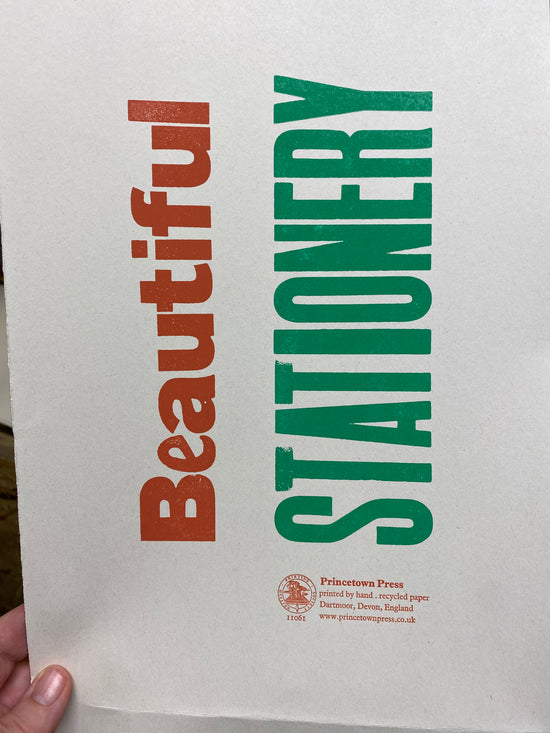 Beautiful
STATIONERY
Princetown Press
printed by hand . recycled paper
Dartmoor, Devon, England
www.princetownpress.co.uk
11061